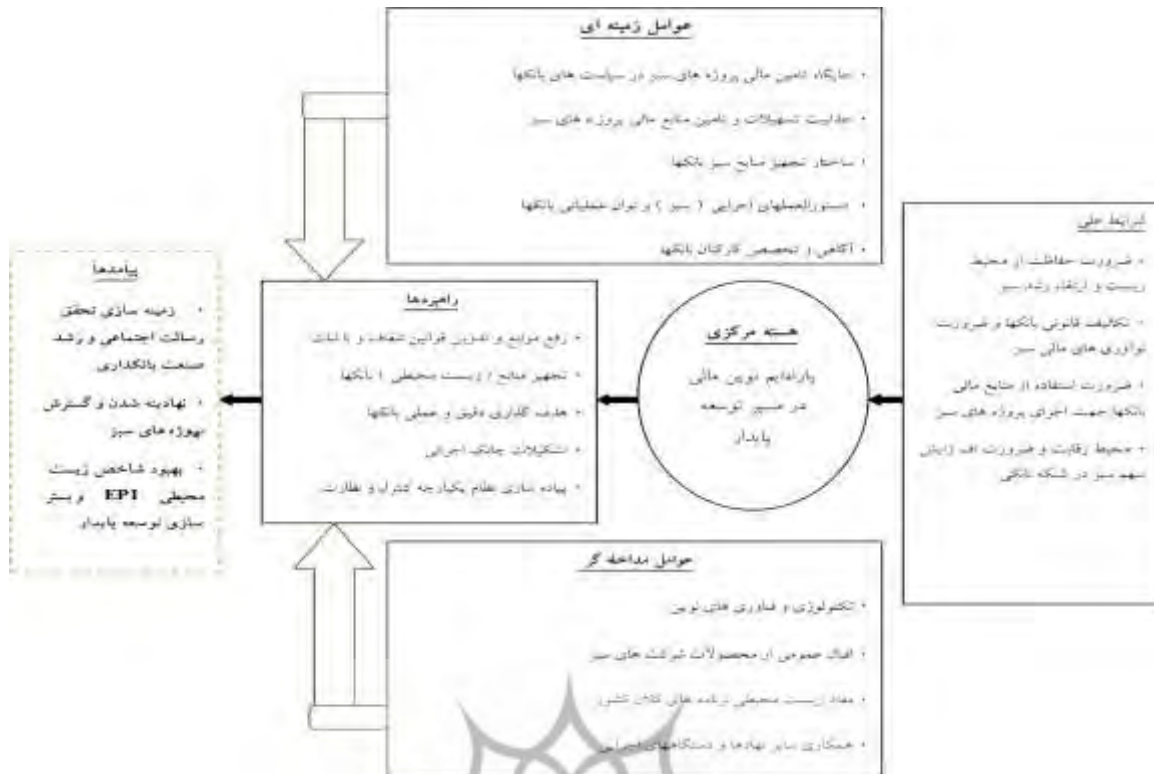 عوامل زمینه ای
• جایگاه تامین مالی پروژه های سبز در سیاست های بانکها
• جذابیت تسهیلات و تامین منابع مالی پروژه های سبز
• ساختار تجهیز منابع سبز بانکها
• دستورالعملهای اجرایی ( سبز ) و توان عملیاتی بانکها
• آگاهی و تخصص کارکنان بانکها
شرایط علی
• ضرورت حفاظت از محیط
زیست و ارتقاء رشد سبز
• تکالیف قانونی بانکها و ضرورت
نوآوری های مالی سبز
• ضرورت استفاده از منابع مالی
بانکها جهت اجرای پروژه های سبز
• محیط رقابت و ضرورت اف زایش
سهم سبز در شبکه بانکی
هسته مرکزی
پارادایم نوین مالی
در مسیر توسعه
پایدار
راهبردها
• رفع موانع و تدوین قوانین شفاف و با ثبات
• تجهیز منابع ( زیست محیطی ) بانکها
• هدف گذاری دقیق و عملی بانکها
• تشکیلات چابک اجرائی
• پیاده سازی نظام یکپارچه کنترل و نظارت
پیامدها
• زمینه سازی تحقق
رسالت اجتماعی و رشد
صنعت بانکداری
• نهادینه شدن و گسترش
پروژه های سبز
• بهبود شاخص زیست
محیطی EPI و بستر
سازی توسعه پایدار
عوامل مداخله گر
• تکنولوژی و فناوری های نوین
• اقبال عمومی از محصولات شرکت های سبز
• مفاد زیست محیطی برنامه های کلان کشور
• همکاری سایر نهادها و دستگاههای اجرایی